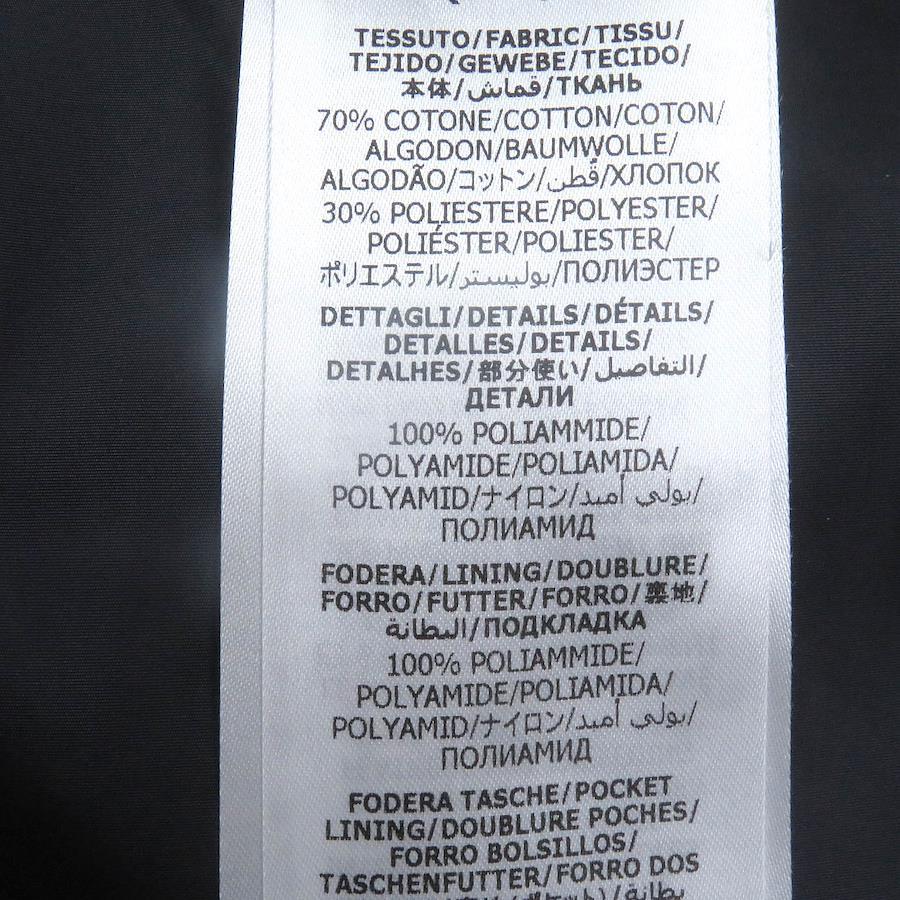 TESSUTO/FABRIC/TISSU/
TEJIDO/GEWEBE/TECIDO/
本体/قماش/ТКАНЬ
70% COTONE/COTTON/COTON/
ALGODON/BAUMWOLLE/
ALGODÃO/コットン/قُطن/ХЛОПОК
30% POLIESTERE/POLYESTER/
POLIÉSTER/POLIESTER/
ポリエステル/بوليستر/ПОЛИЭСТЕР
DETTAGLI/DETAILS/DÉTAILS/
DETALLES/DETAILS/
DETALHES/部分使い/التفاصيل/
ДЕТАЛИ
100% POLIAMMIDE/
POLYAMIDE/POLIAMIDA/
POLYAMID/ナイロン/بولي أميد/
ПОЛИАМИД
FODERA/LINING/DOUBLURE/
FORRO/FUTTER/FORRO/裏地/
البطانة/ПОДКЛАДКА
100% POLIAMMIDE/
POLYAMIDE/POLIAMIDA/
POLYAMID/ナイロン/بولي أميد/
ПОЛИАМИД
FODERA TASCHE/POCKET
LINING/DOUBLURE POCHES/
FORRO BOLSILLOS/
TASCHENFUTTER/FORRO DOS